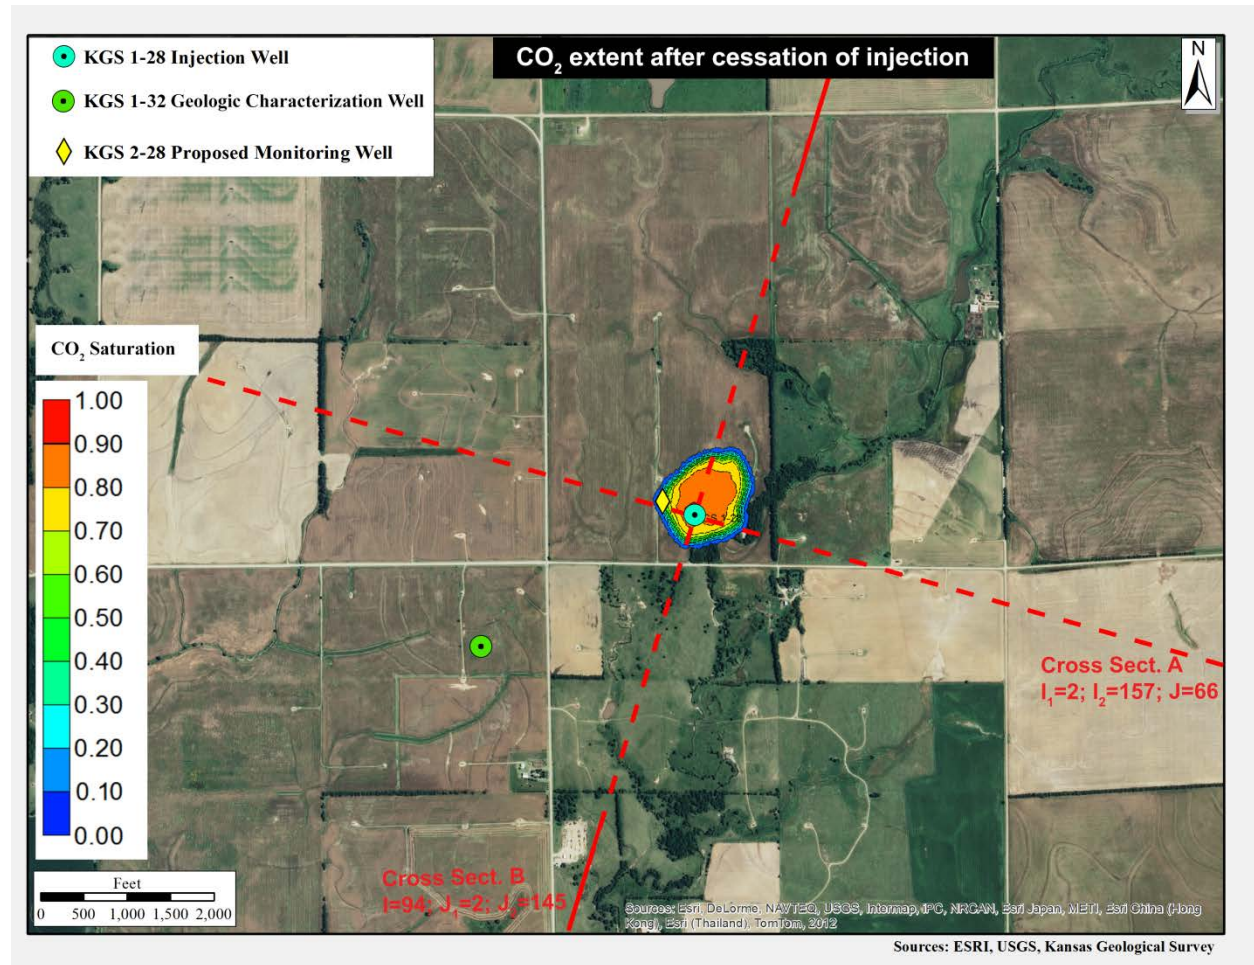 KGS 1-28 Injection Well
KGS 1-32 Geologic Characterization Well
KGS 2-28 Proposed Monitoring Well
CO₂ extent after cessation of injection
N
CO₂ Saturation
1.00
0.90
0.80
0.70
0.60
0.50
0.40
0.30
0.20
0.10
0.00
Cross Sect. A
I₁=2; I₂=157; J=66
Cross Sect. B
I=94; J₁=2; J₂=145
Feet
0 500 1,000 1,500 2,000
Sources: Esri, DeLorme, NAVTEQ, USGS, Intermap, iPC, NRCAN, Esri Japan, METI, Esri China (Hong
Kong), Esri (Thailand), TomTom, 2012
Sources: ESRI, USGS, Kansas Geological Survey